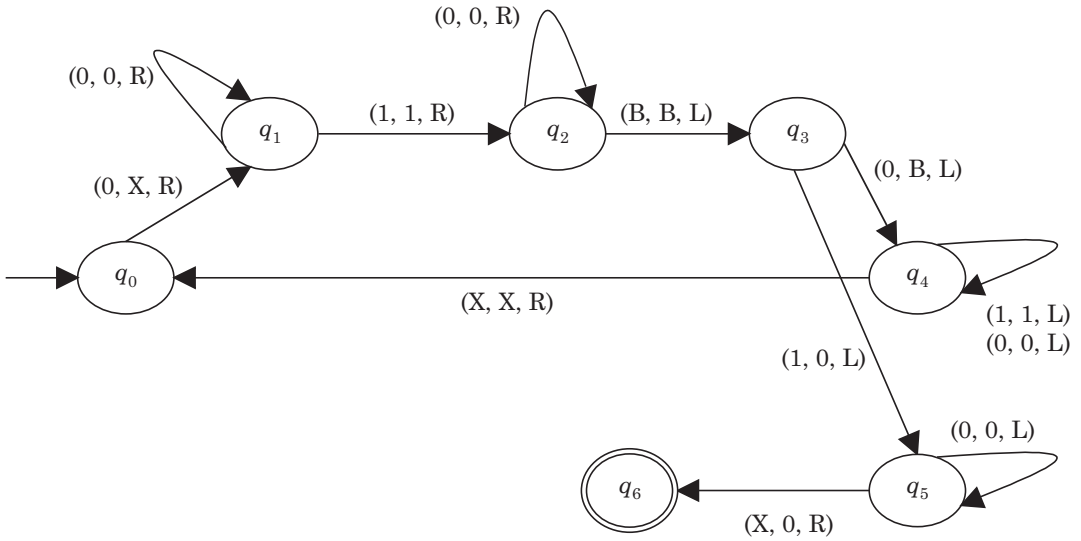 (0, 0, R)
(0, 0, R)
(1, 1, R)
(B, B, L)
q1
q2
q3
(0, X, R)
(0, B, L)
q0
q4
(X, X, R)
(1, 1, L)
(0, 0, L)
(1, 0, L)
(0, 0, L)
q6
q5
(X, 0, R)